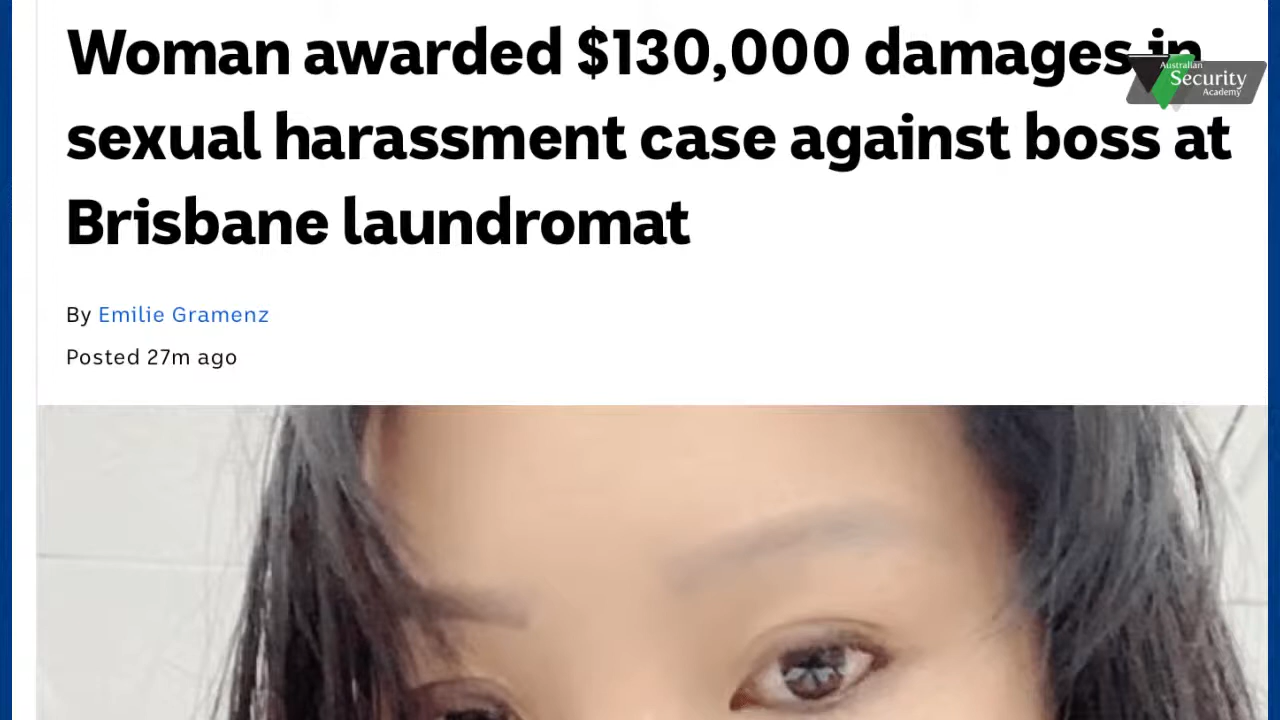 Woman awarded $130,000 damages in
sexual harassment case against boss at
Brisbane laundromat
By Emilie Gramenz
Posted 27m ago
Australian
Security
Academy